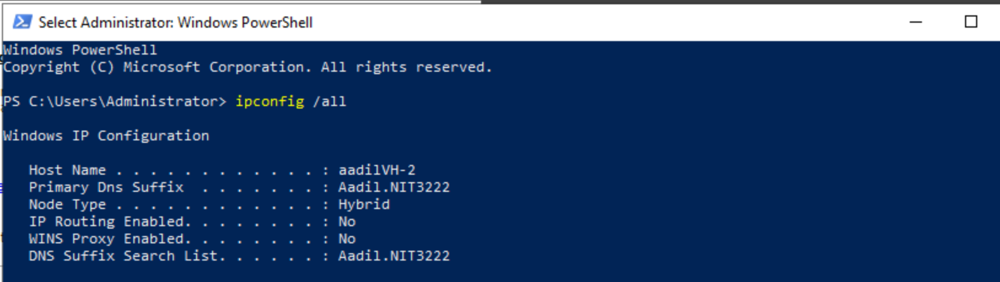 Select Administrator: Windows PowerShell
Windows PowerShell
Copyright (C) Microsoft Corporation. All rights reserved.
PS C:\Users\Administrator> ipconfig /all
Windows IP Configuration
Host Name . . . . . . . . . . . . : aadilVH-2
Primary Dns Suffix  . . . . . . . : Aadil.NIT3222
Node Type . . . . . . . . . . . . : Hybrid
IP Routing Enabled. . . . . . . . : No
WINS Proxy Enabled. . . . . . . . : No
DNS Suffix Search List. . . . . . : Aadil.NIT3222